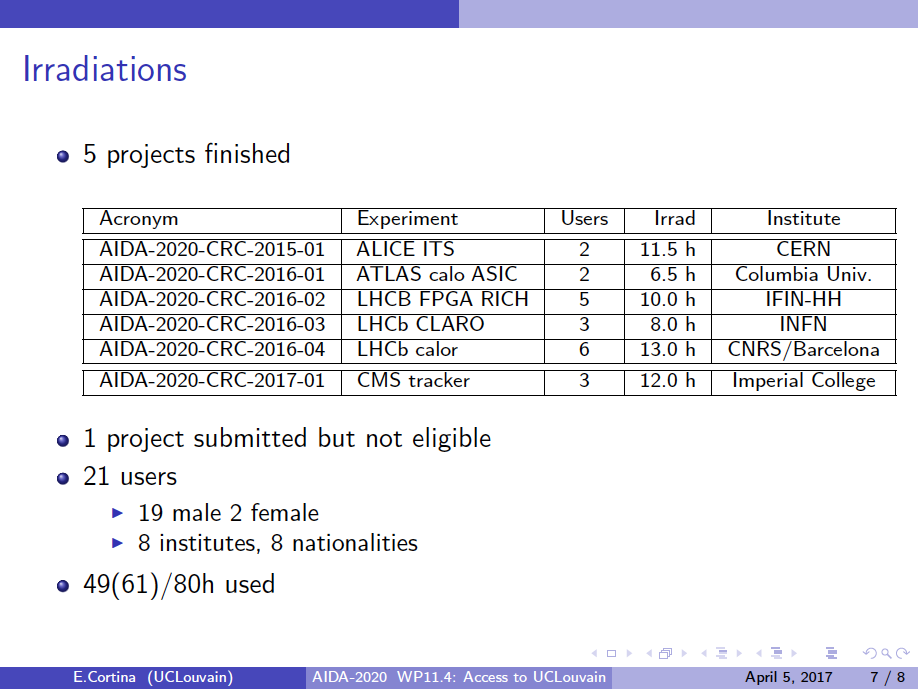 Irradiations
5 projects finished
Acronym Experiment Users Irrad Institute
AIDA-2020-CRC-2015-01 ALICE ITS 2 11.5 h CERN
AIDA-2020-CRC-2016-01 ATLAS calo ASIC 2 6.5 h Columbia Univ.
AIDA-2020-CRC-2016-02 LHCB FPGA RICH 5 10.0 h IFIN-HH
AIDA-2020-CRC-2016-03 LHCb CLARO 3 8.0 h INFN
AIDA-2020-CRC-2016-04 LHCb calor 6 13.0 h CNRS/Barcelona
AIDA-2020-CRC-2017-01 CMS tracker 3 12.0 h Imperial College
1 project submitted but not eligible
21 users
19 male 2 female
8 institutes, 8 nationalities
49(61)/80h used
E.Cortina (UCLouvain) AIDA-2020 WP11.4: Access to UCLouvain April 5, 2017 7 / 8